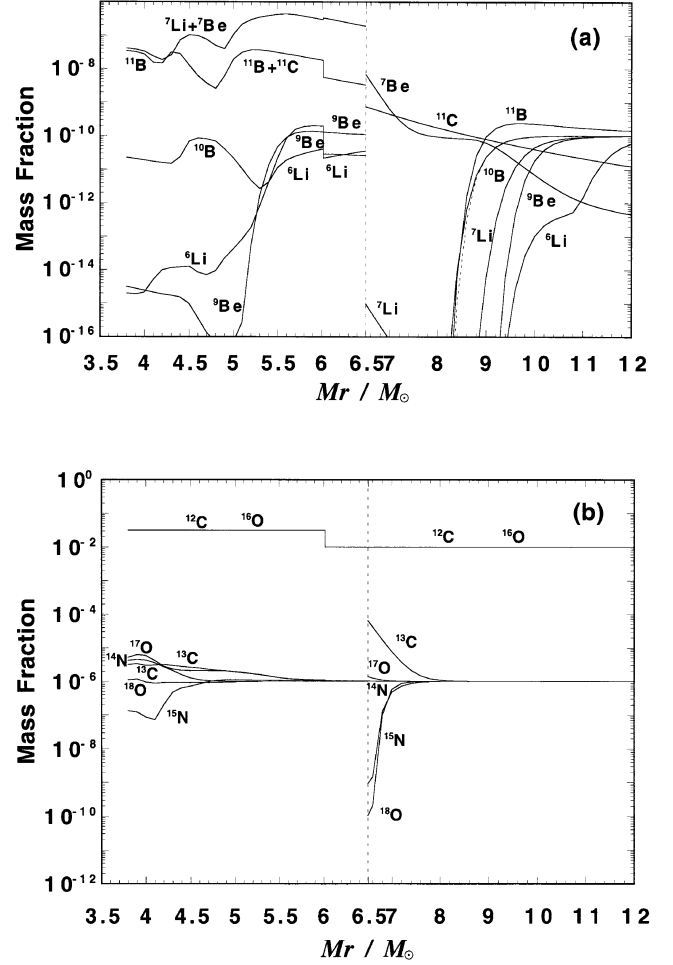 (a)
⁷Li+⁷Be
¹¹B
¹¹B+¹¹C
⁷Be
¹¹C
¹¹B
¹⁰B
⁹Be
⁹Be
⁶Li
⁶Li
¹⁰B
⁹Be
⁷Li
⁶Li
⁶Li
⁹Be
⁷Li
Mass Fraction
10⁻⁸
10⁻¹⁰
10⁻¹²
10⁻¹⁴
10⁻¹⁶
3.5 4 4.5 5 5.5 6 6.57 8 9 10 11 12
Mr / M☉
(b)
10⁰
10⁻²
10⁻⁴
10⁻⁶
10⁻⁸
10⁻¹⁰
10⁻¹²
Mass Fraction
¹²C ¹⁶O
¹²C ¹⁶O
¹⁷O
¹⁴N
¹³C
¹³C
¹⁸O
¹⁵N
¹³C
¹⁷O
¹⁴N
¹⁵N
¹⁸O
3.5 4 4.5 5 5.5 6 6.57 8 9 10 11 12
Mr / M☉